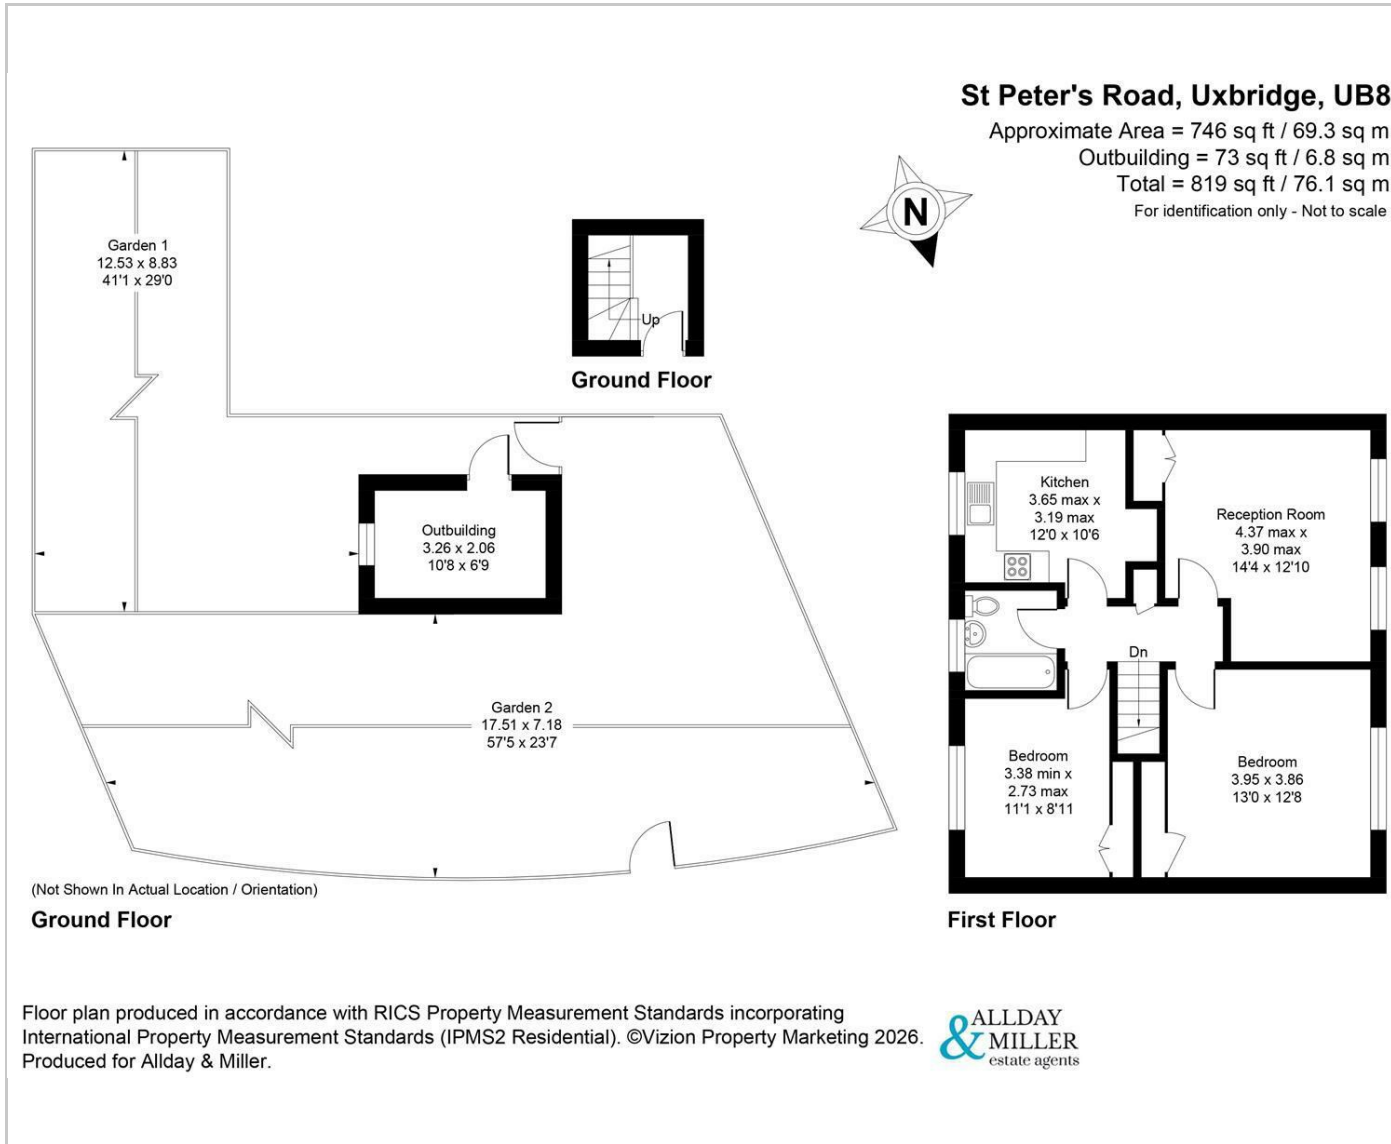 St Peter's Road, Uxbridge, UB8
Approximate Area = 746 sq ft / 69.3 sq m
Outbuilding = 73 sq ft / 6.8 sq m
Total = 819 sq ft / 76.1 sq m
For identification only - Not to scale
N
Garden 1
12.53 x 8.83
41'1 x 29'0
Up
Ground Floor
Outbuilding
3.26 x 2.06
10'8 x 6'9
Garden 2
17.51 x 7.18
57'5 x 23'7
(Not Shown In Actual Location / Orientation)
Ground Floor
Kitchen
3.65 max x
3.19 max
12'0 x 10'6
Reception Room
4.37 max x
3.90 max
14'4 x 12'10
Dn
Bedroom
3.38 min x
2.73 max
11'1 x 8'11
Bedroom
3.95 x 3.86
13'0 x 12'8
First Floor
Floor plan produced in accordance with RICS Property Measurement Standards incorporating
International Property Measurement Standards (IPMS2 Residential). ©Vizion Property Marketing 2026.
Produced for Allday & Miller.
ALLDAY
& MILLER
estate agents